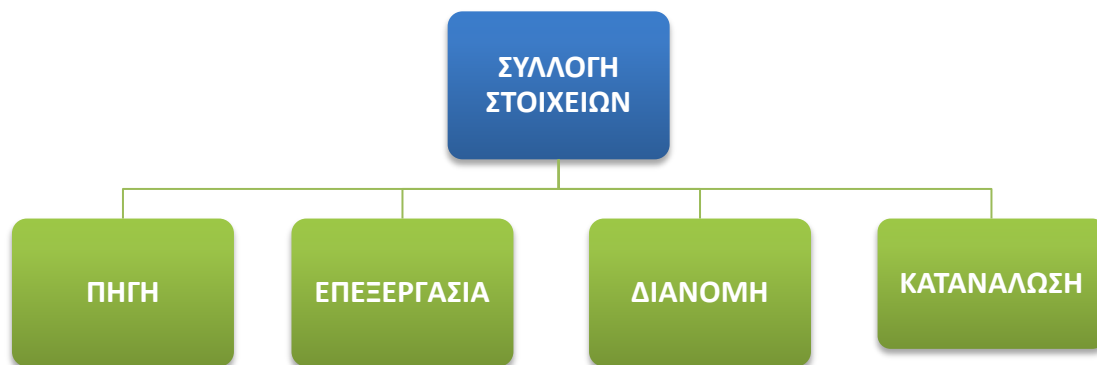 ΣΥΛΛΟΓΗ
ΣΤΟΙΧΕΙΩΝ
ΠΗΓΗ
ΕΠΕΞΕΡΓΑΣΙΑ
ΔΙΑΝΟΜΗ
ΚΑΤΑΝΑΛΩΣΗ